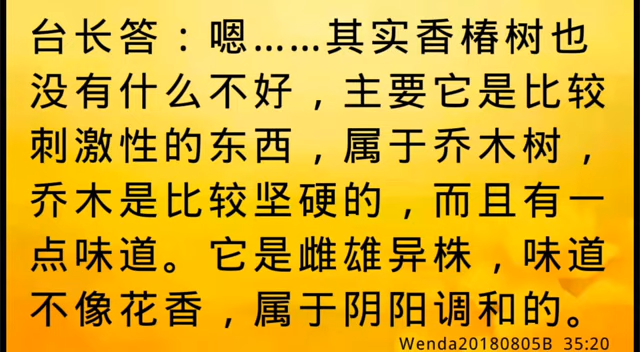 台长答：嗯……其实香椿树也
没有什么不好，主要它是比较
刺激性的东西，属于乔木树，
乔木是比较坚硬的，而且有一
点味道。它是雌雄异株，味道
不像花香，属于阴阳调和的。
Wenda20180805B 35:20